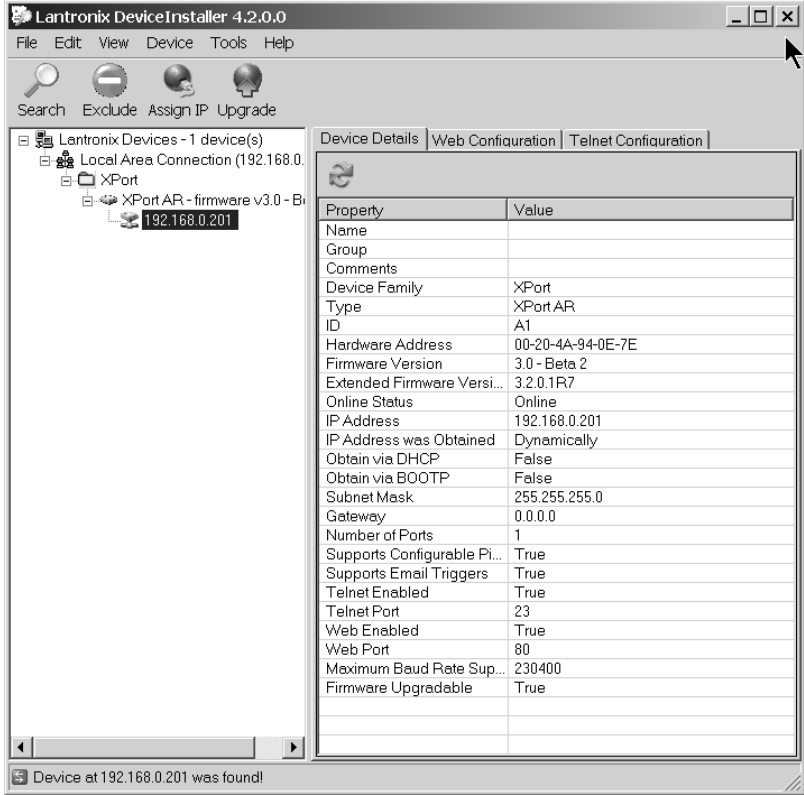 Lantronix DeviceInstaller 4.2.0.0
File Edit View Device Tools Help
Search Exclude Assign IP Upgrade
Lantronix Devices - 1 device(s)
Local Area Connection (192.168.0.
XPort
XPort AR - firmware v3.0 - Be
192.168.0.201
Device Details Web Configuration Telnet Configuration
Property Value
Name
Group
Comments
Device Family XPort
Type XPort AR
ID A1
Hardware Address 00-20-4A-94-0E-7E
Firmware Version 3.0 - Beta 2
Extended Firmware Versi... 3.2.0.1R7
Online Status Online
IP Address 192.168.0.201
IP Address was Obtained Dynamically
Obtain via DHCP False
Obtain via BOOTP False
Subnet Mask 255.255.255.0
Gateway 0.0.0.0
Number of Ports 1
Supports Configurable Pi... True
Supports Email Triggers True
Telnet Enabled True
Telnet Port 23
Web Enabled True
Web Port 80
Maximum Baud Rate Sup... 230400
Firmware Upgradable True
Device at 192.168.0.201 was found!